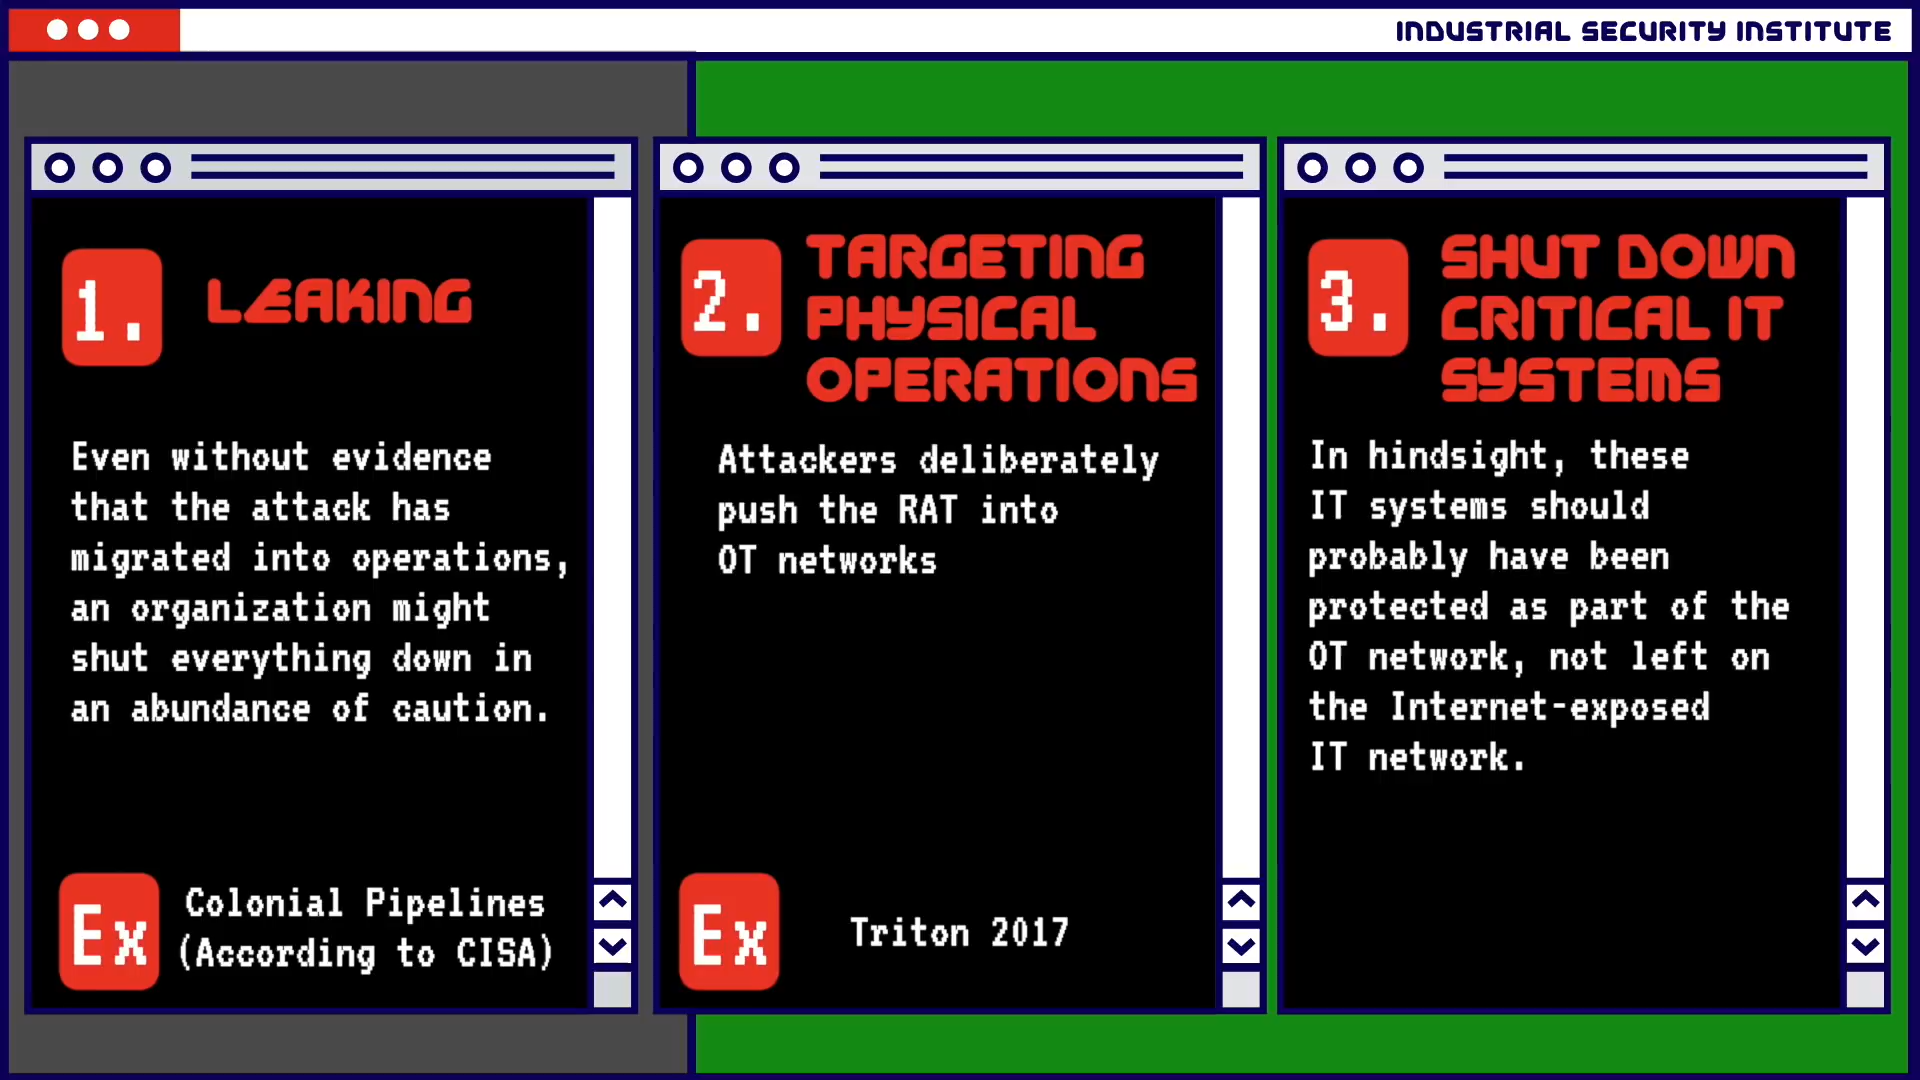 INDUSTRIAL SECURITY INSTITUTE
1.
LEAKING
Even without evidence
that the attack has
migrated into operations,
an organization might
shut everything down in
an abundance of caution.
Ex
Colonial Pipelines
(According to CISA)
2.
TARGETING
PHYSICAL
OPERATIONS
Attackers deliberately
push the RAT into
OT networks
Ex
Triton 2017
3.
SHUT DOWN
CRITICAL IT
SYSTEMS
In hindsight, these
IT systems should
probably have been
protected as part of the
OT network, not left on
the Internet-exposed
IT network.